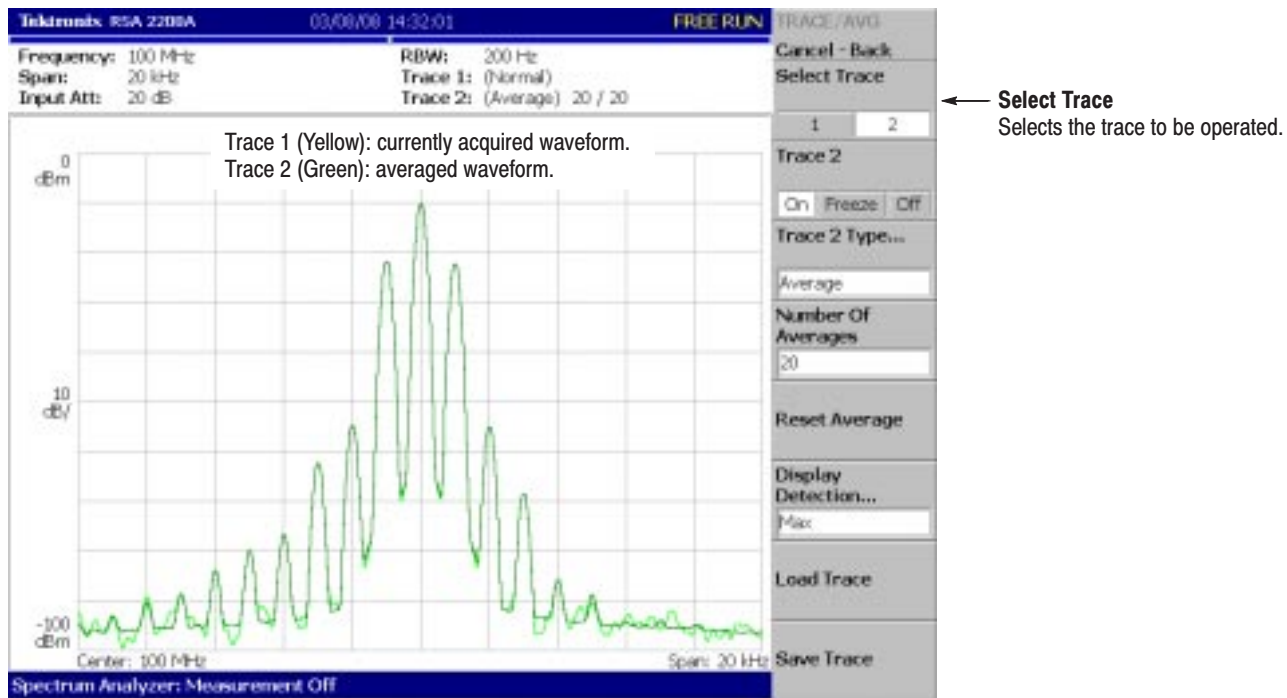 Tektronix RSA 2208A 03/08/08 14:32:01 FREE RUN
Frequency: 100 MHz RBW: 200 Hz
Span: 20 kHz Trace 1: (Normal)
Input Att: 20 dB Trace 2: (Average) 20 / 20
Trace 1 (Yellow): currently acquired waveform.
Trace 2 (Green): averaged waveform.
0
dBm
10
dB/
-100
dBm
Center: 100 MHz Span: 20 kHz
Spectrum Analyzer: Measurement Off
TRACE/AVG
Cancel - Back
Select Trace
1 2
Trace 2
On Freeze Off
Trace 2 Type...
Average
Number Of
Averages
20
Reset Average
Display
Detection...
Max
Load Trace
Save Trace
Select Trace
Selects the trace to be operated.